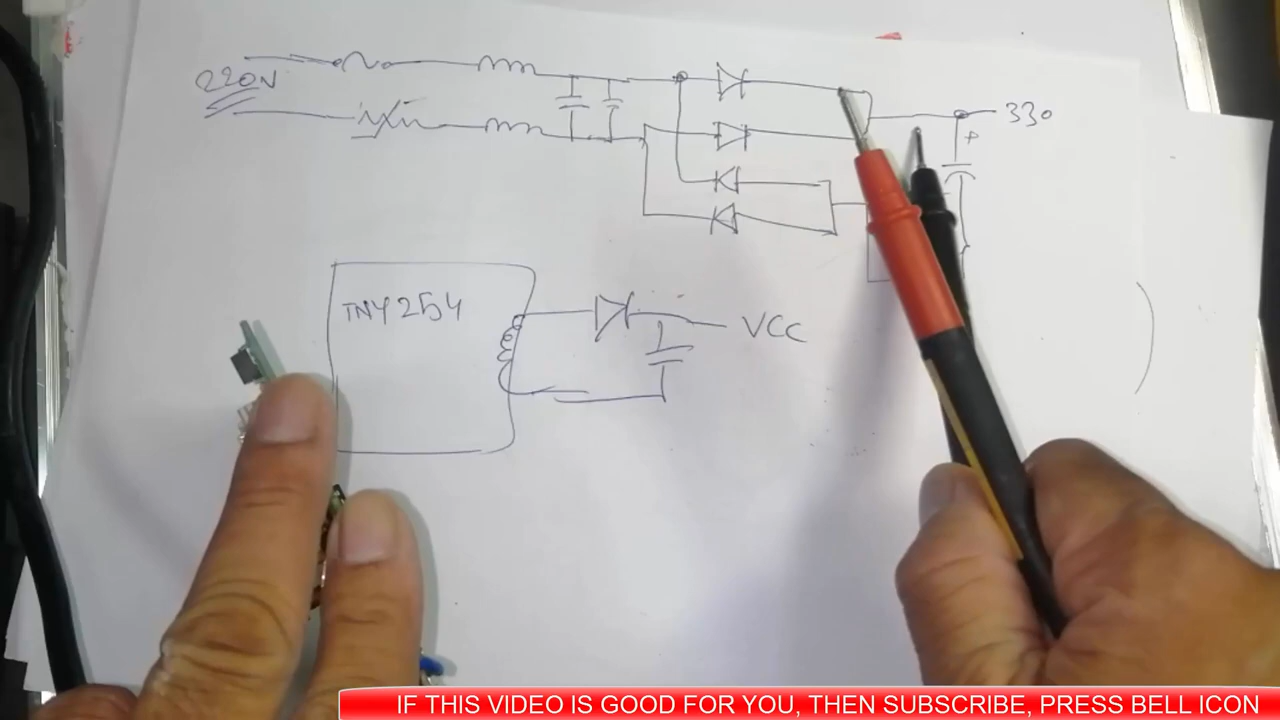 220V
330
+
TNY254
VCC
IF THIS VIDEO IS GOOD FOR YOU, THEN SUBSCRIBE, PRESS BELL ICON